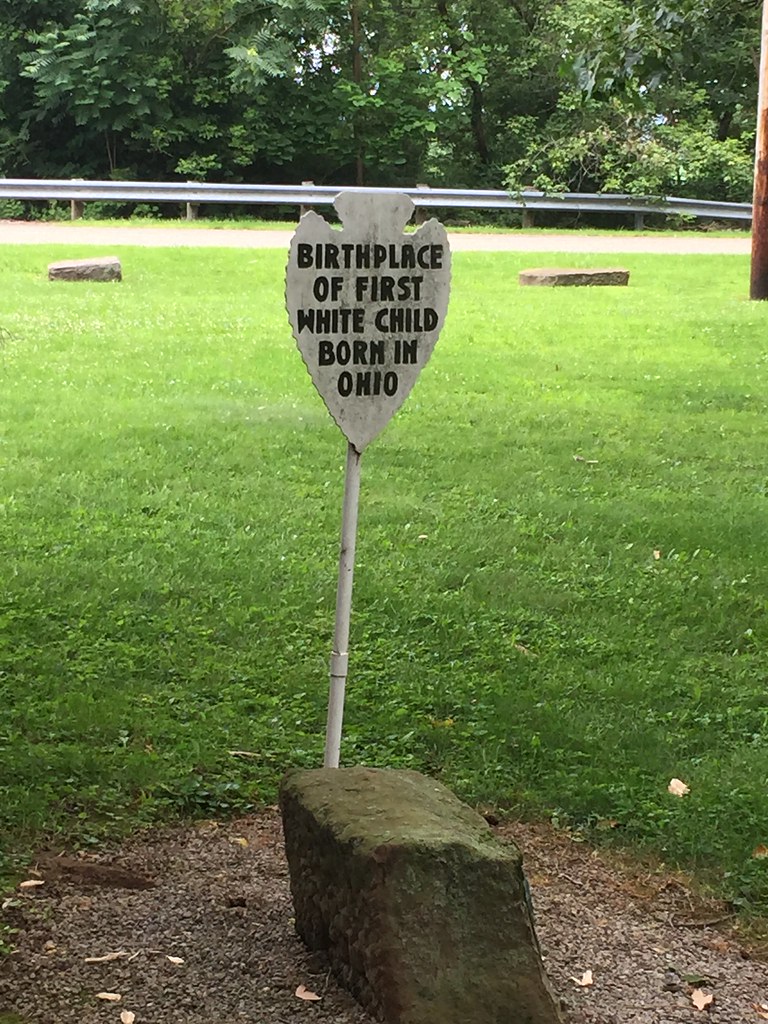 BIRTHPLACE
OF FIRST
WHITE CHILD
BORN IN
OHIO